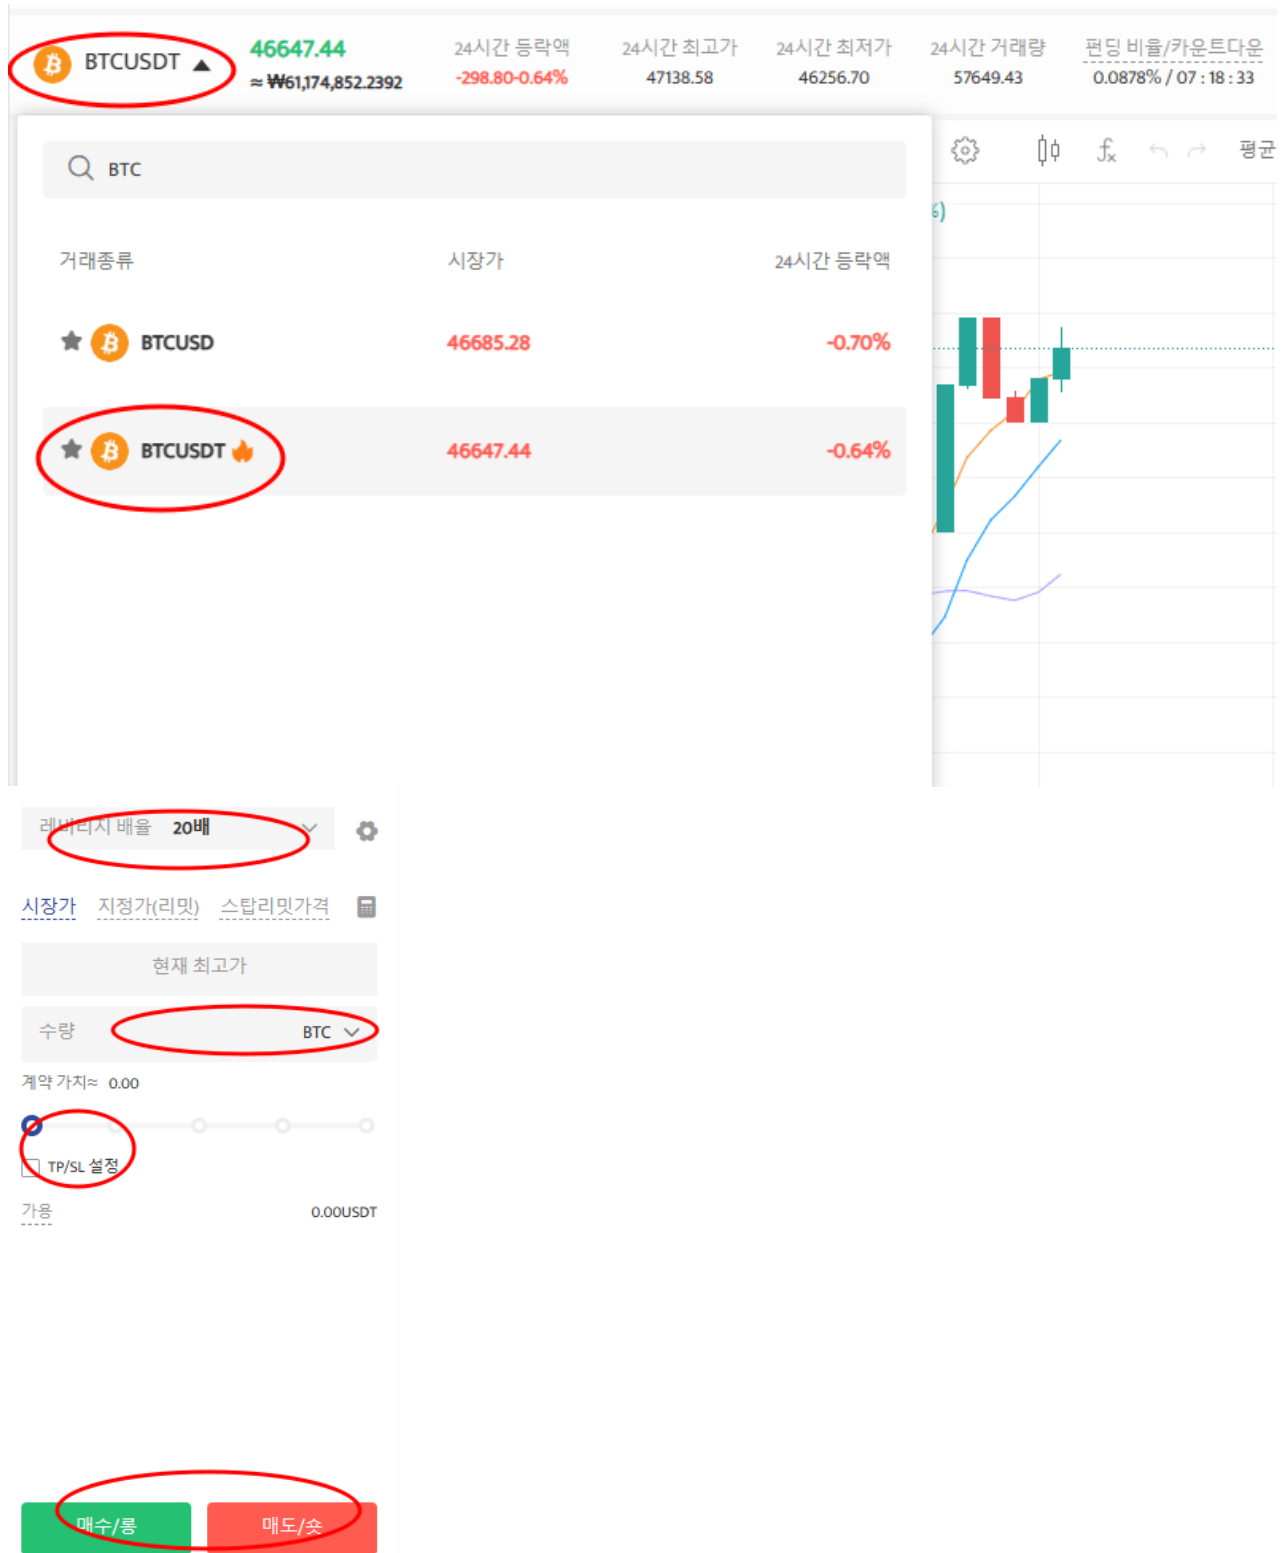 BTCUSDT
46647.44
≈ ₩61,174,852.2392
24시간 등락액
-298.80-0.64%
24시간 최고가
47138.58
24시간 최저가
46256.70
24시간 거래량
57649.43
펀딩 비율/카운트다운
0.0878% / 07 : 18 : 33
BTC
평균
%)
거래종류 시장가 24시간 등락액
BTCUSD 46685.28 -0.70%
BTCUSDT 46647.44 -0.64%
레버리지 배율 20배
시장가 지정가(리밋) 스탑리밋가격
현재 최고가
수량 BTC
계약 가치≈ 0.00
TP/SL 설정
가용 0.00USDT
매수/롱 매도/숏